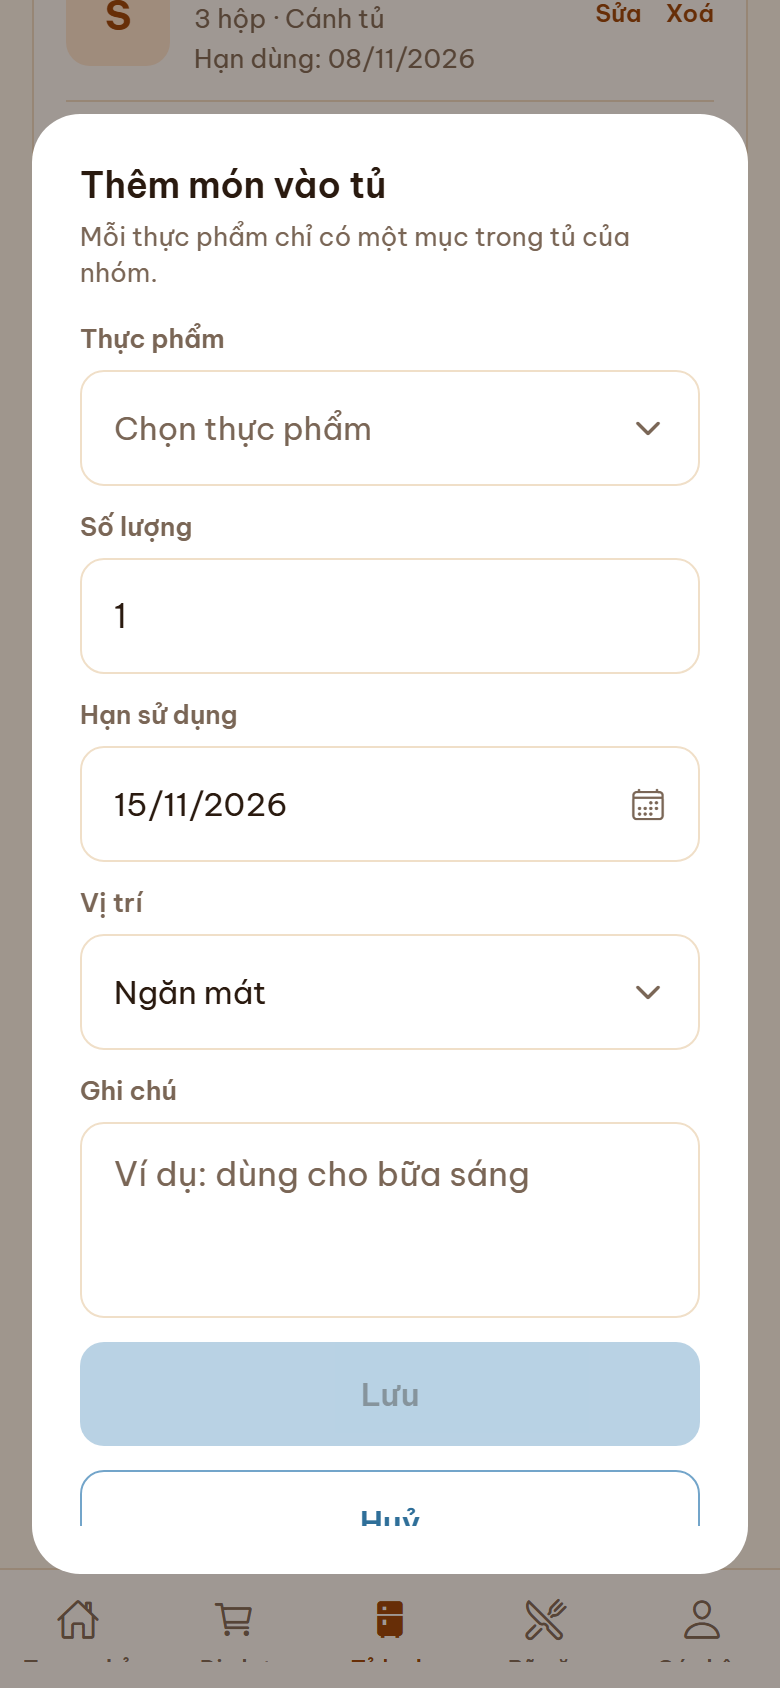 S
3 hộp · Cánh tủ
Sửa Xoá
Hạn dùng: 08/11/2026
Thêm món vào tủ
Mỗi thực phẩm chỉ có một mục trong tủ của
nhóm.
Thực phẩm
Chọn thực phẩm
Số lượng
1
Hạn sử dụng
15/11/2026
Vị trí
Ngăn mát
Ghi chú
Ví dụ: dùng cho bữa sáng
Lưu
Huỷ